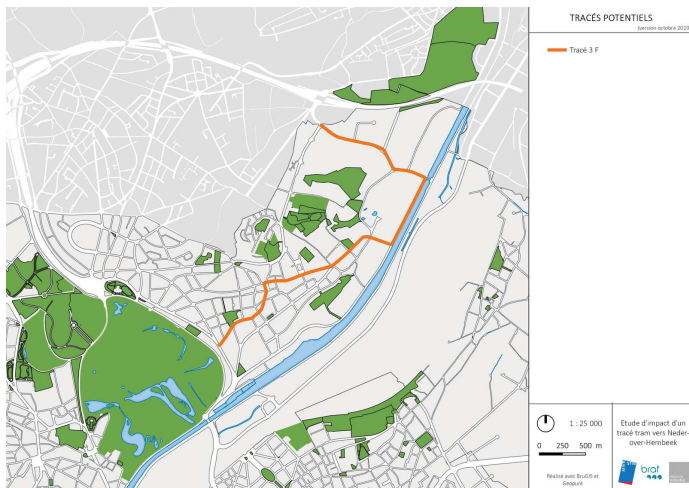 TRACÉS POTENTIELS
(version octobre 2019)
Tracé 3 F
1 : 25 000
0 250 500 m
Réalisé avec BruGIS et
Geopunt
Etude d'impact d'un
tracé tram vers Neder-
over-Hembeek
brat